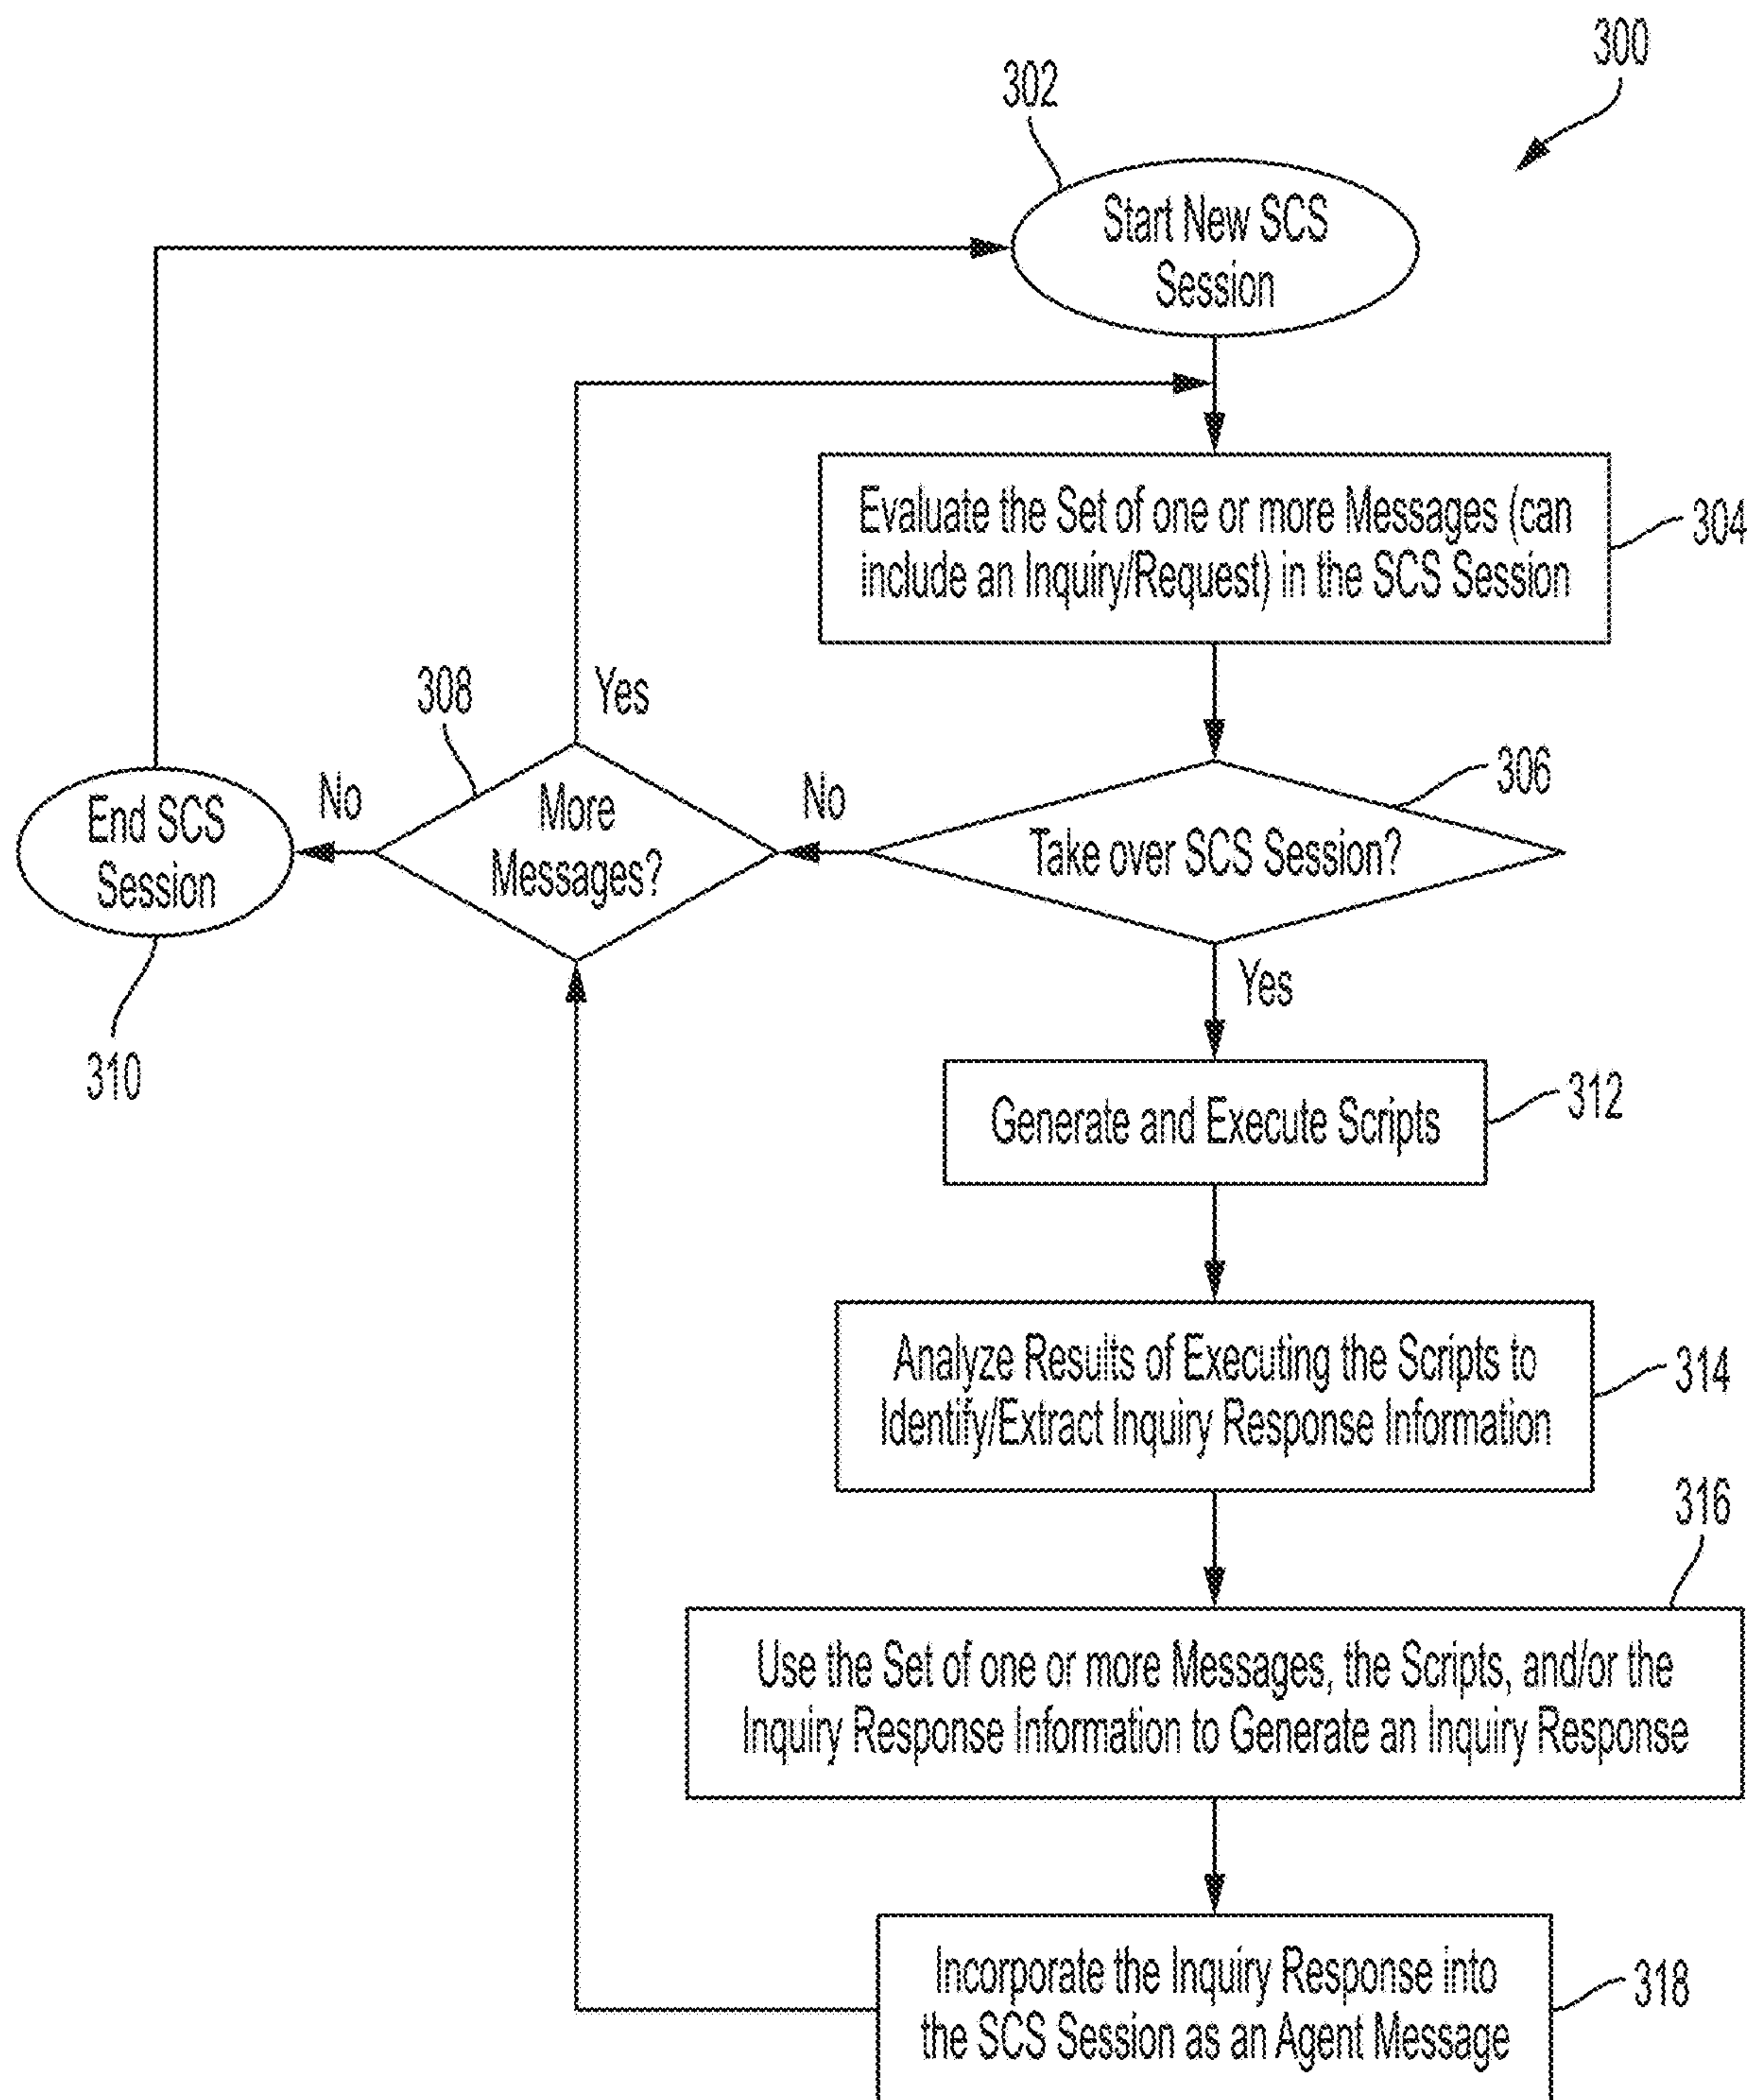 300
302
Start New SCS
Session
Evaluate the Set of one or more Messages (can
include an Inquiry/Request) in the SCS Session
304
308
Yes
306
End SCS
Session
No
More
Messages?
No
Take over SCS Session?
310
Yes
Generate and Execute Scripts
312
Analyze Results of Executing the Scripts to
Identify/Extract Inquiry Response Information
314
316
Use the Set of one or more Messages, the Scripts, and/or the
Inquiry Response Information to Generate an Inquiry Response
Incorporate the Inquiry Response into
the SCS Session as an Agent Message
318